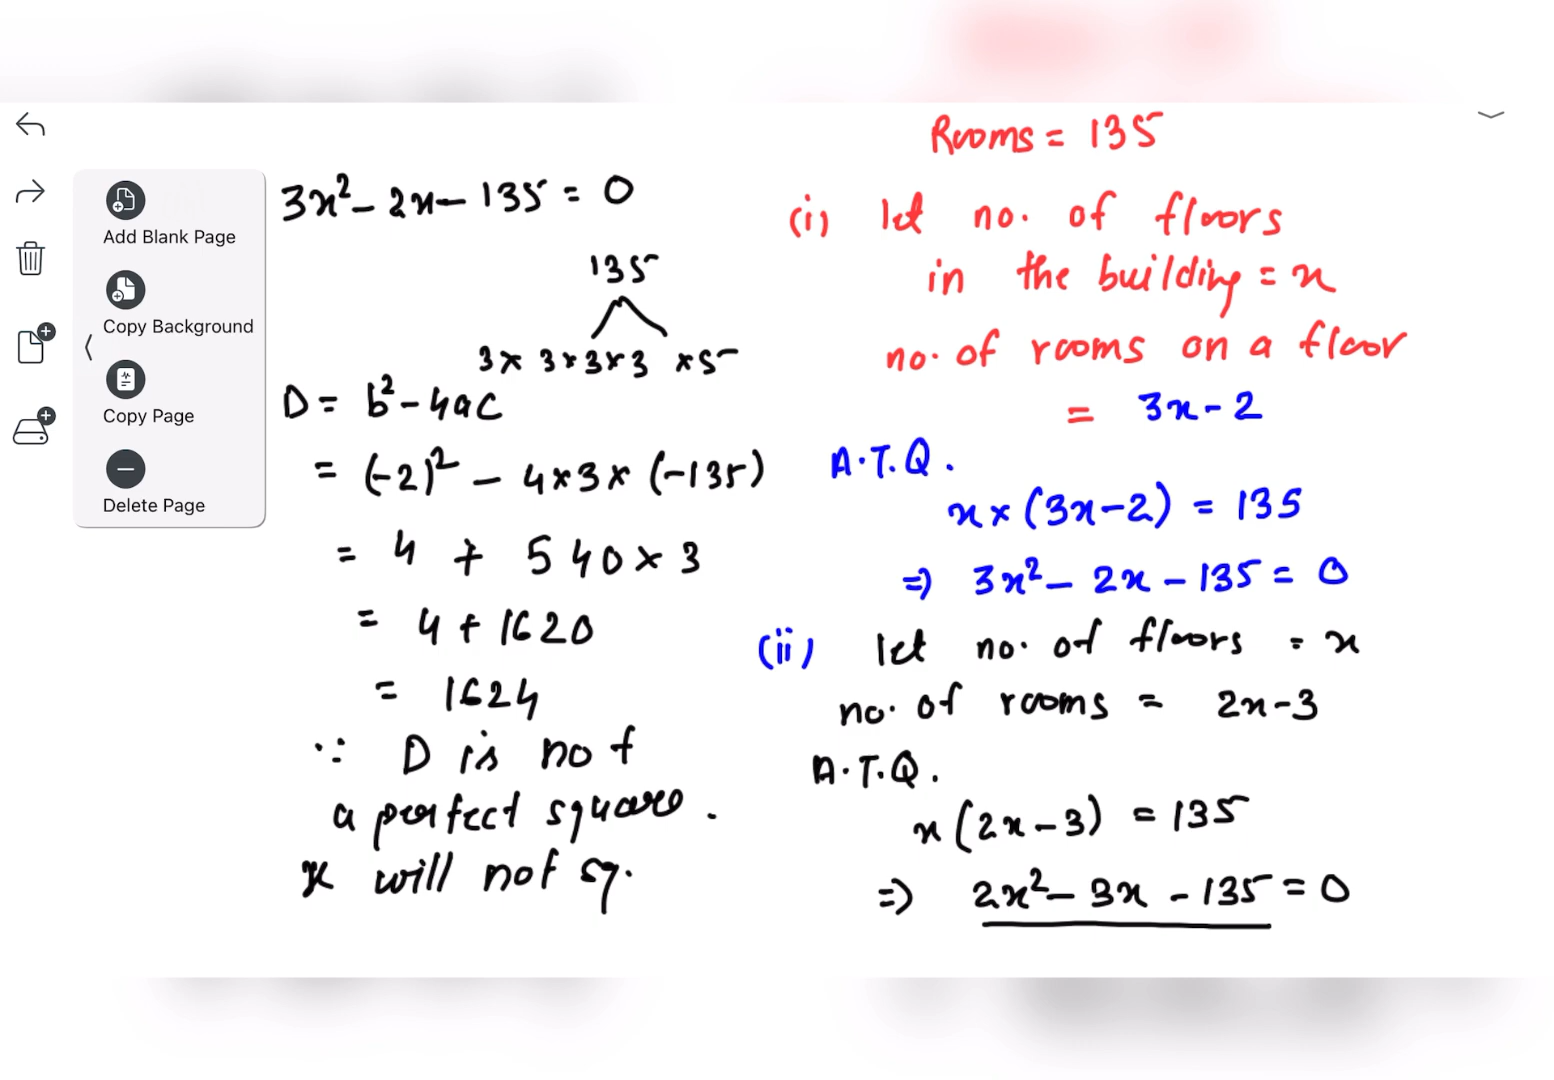 Add Blank Page
Copy Background
Copy Page
Delete Page
3x² - 2x - 135 = 0
135
3 × 3 × 3 × 3 × 5
D = b² - 4ac
= (-2)² - 4×3×(-135)
= 4 + 540×3
= 4 + 1620
= 1624
∵ D is not
a perfect square.
x will not sq.
Rooms = 135
(i) let no. of floors
in the building = x
no. of rooms on a floor
= 3x - 2
A.T.Q.
x × (3x-2) = 135
⇒ 3x² - 2x - 135 = 0
(ii) let no. of floors = x
no. of rooms = 2x-3
A.T.Q.
x(2x-3) = 135
⇒ 2x² - 3x - 135 = 0